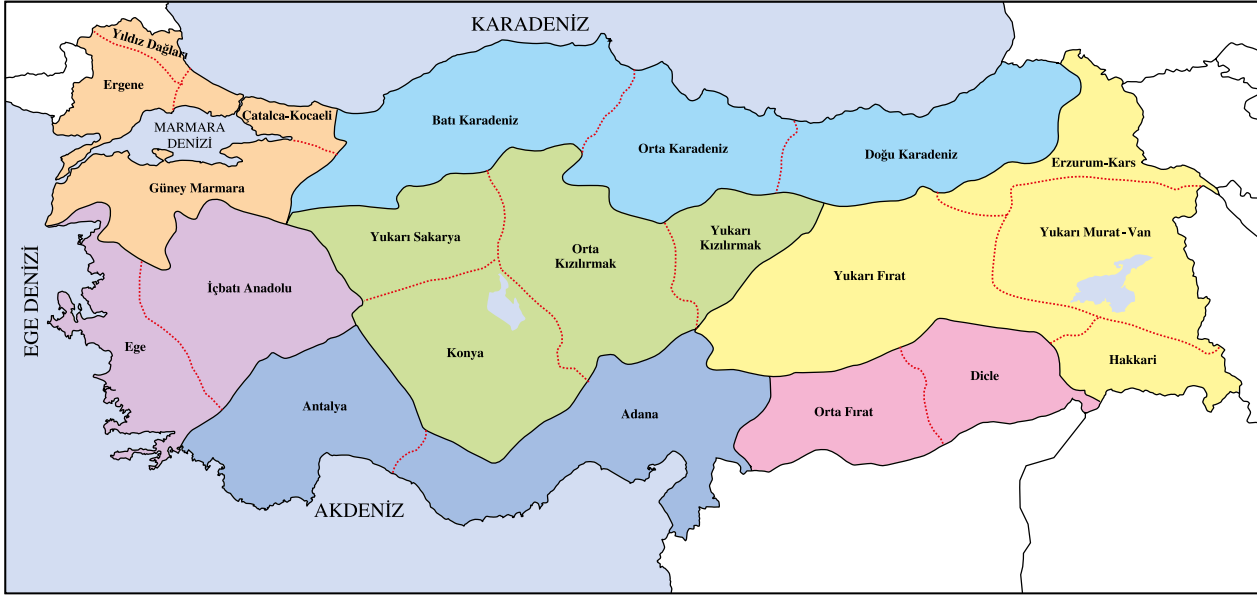 KARADENİZ
Yıldız Dağları
Ergene
Çatalca-Kocaeli
MARMARA
DENİZİ
Güney Marmara
Batı Karadeniz
Orta Karadeniz
Doğu Karadeniz
Erzurum-Kars
Yukarı Sakarya
Orta
Kızılırmak
Yukarı
Kızılırmak
Yukarı Murat-Van
Yukarı Fırat
İçbatı Anadolu
EGE DENİZİ
Ege
Konya
Hakkari
Dicle
Antalya
Adana
Orta Fırat
AKDENİZ